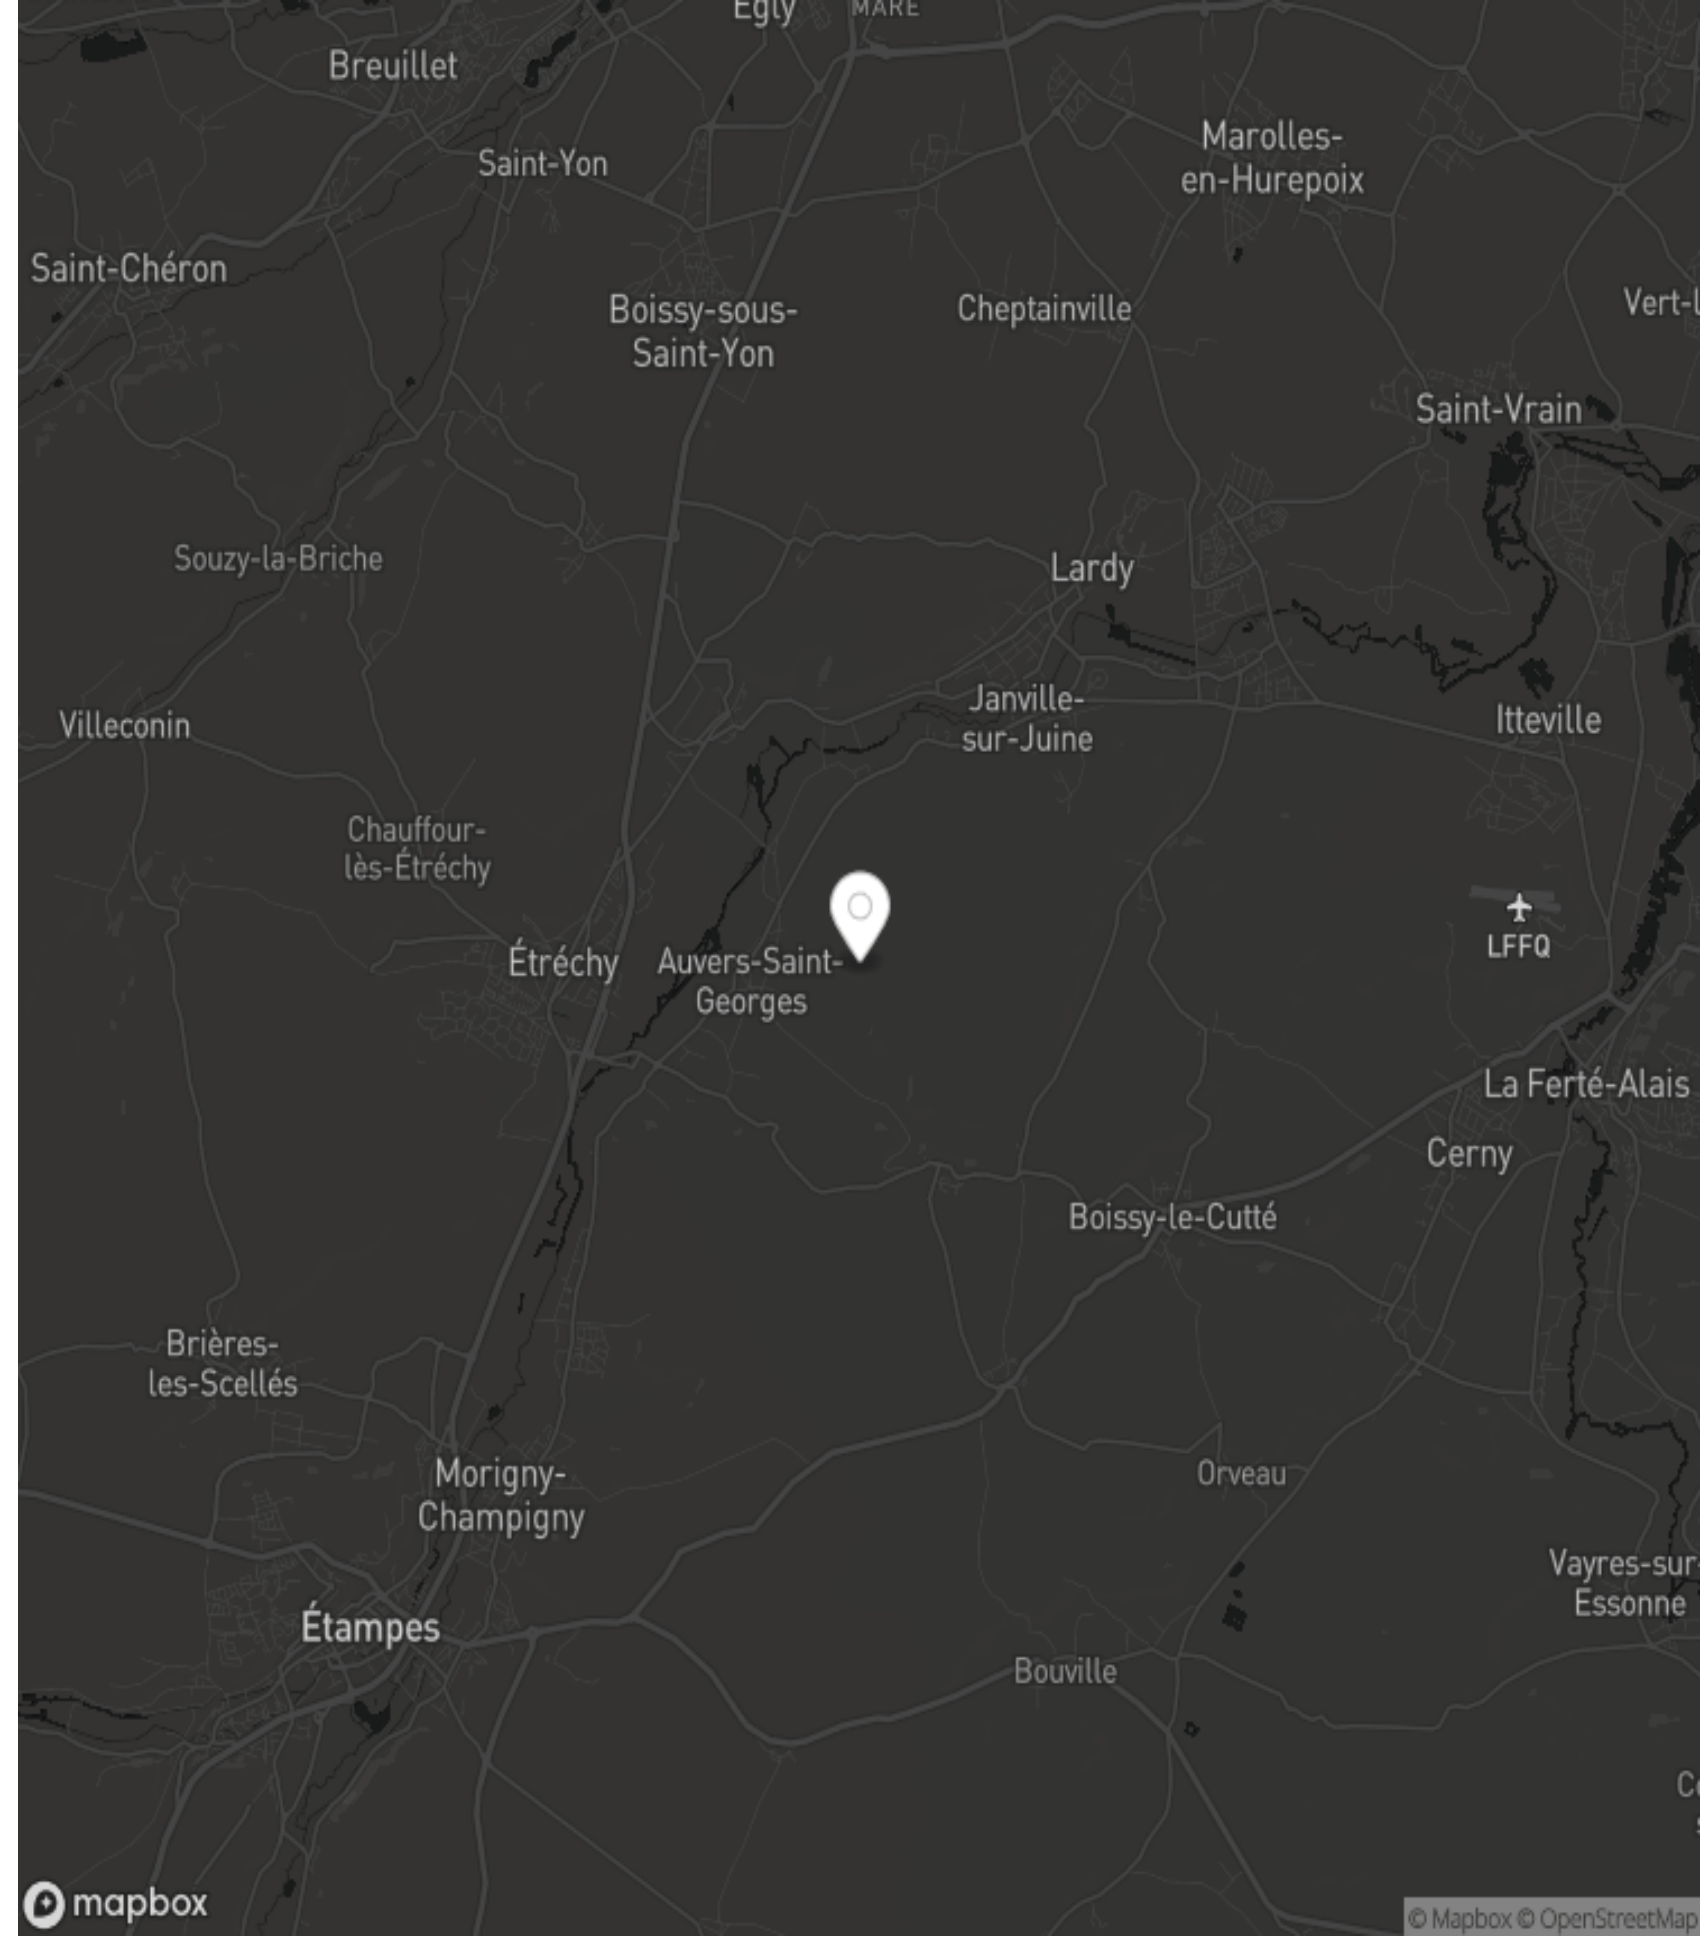 Egly
MARE
Breuillet
Marolles-
en-Hurepoix
Saint-Yon
Saint-Chéron
Boissy-sous-
Saint-Yon
Cheptainville
Vert-l
Saint-Vrain
Souzy-la-Briche
Lardy
Janville-
sur-Juine
Villeconin
Itteville
Chauffour-
lès-Étréchy
LFFQ
Étréchy
Auvers-Saint-
Georges
La Ferté-Alais
Cerny
Boissy-le-Cutté
Brières-
les-Scellés
Morigny-
Champigny
Orveau
Vayres-sur-
Essonne
Étampes
Bouville
mapbox
© Mapbox © OpenStreetMap